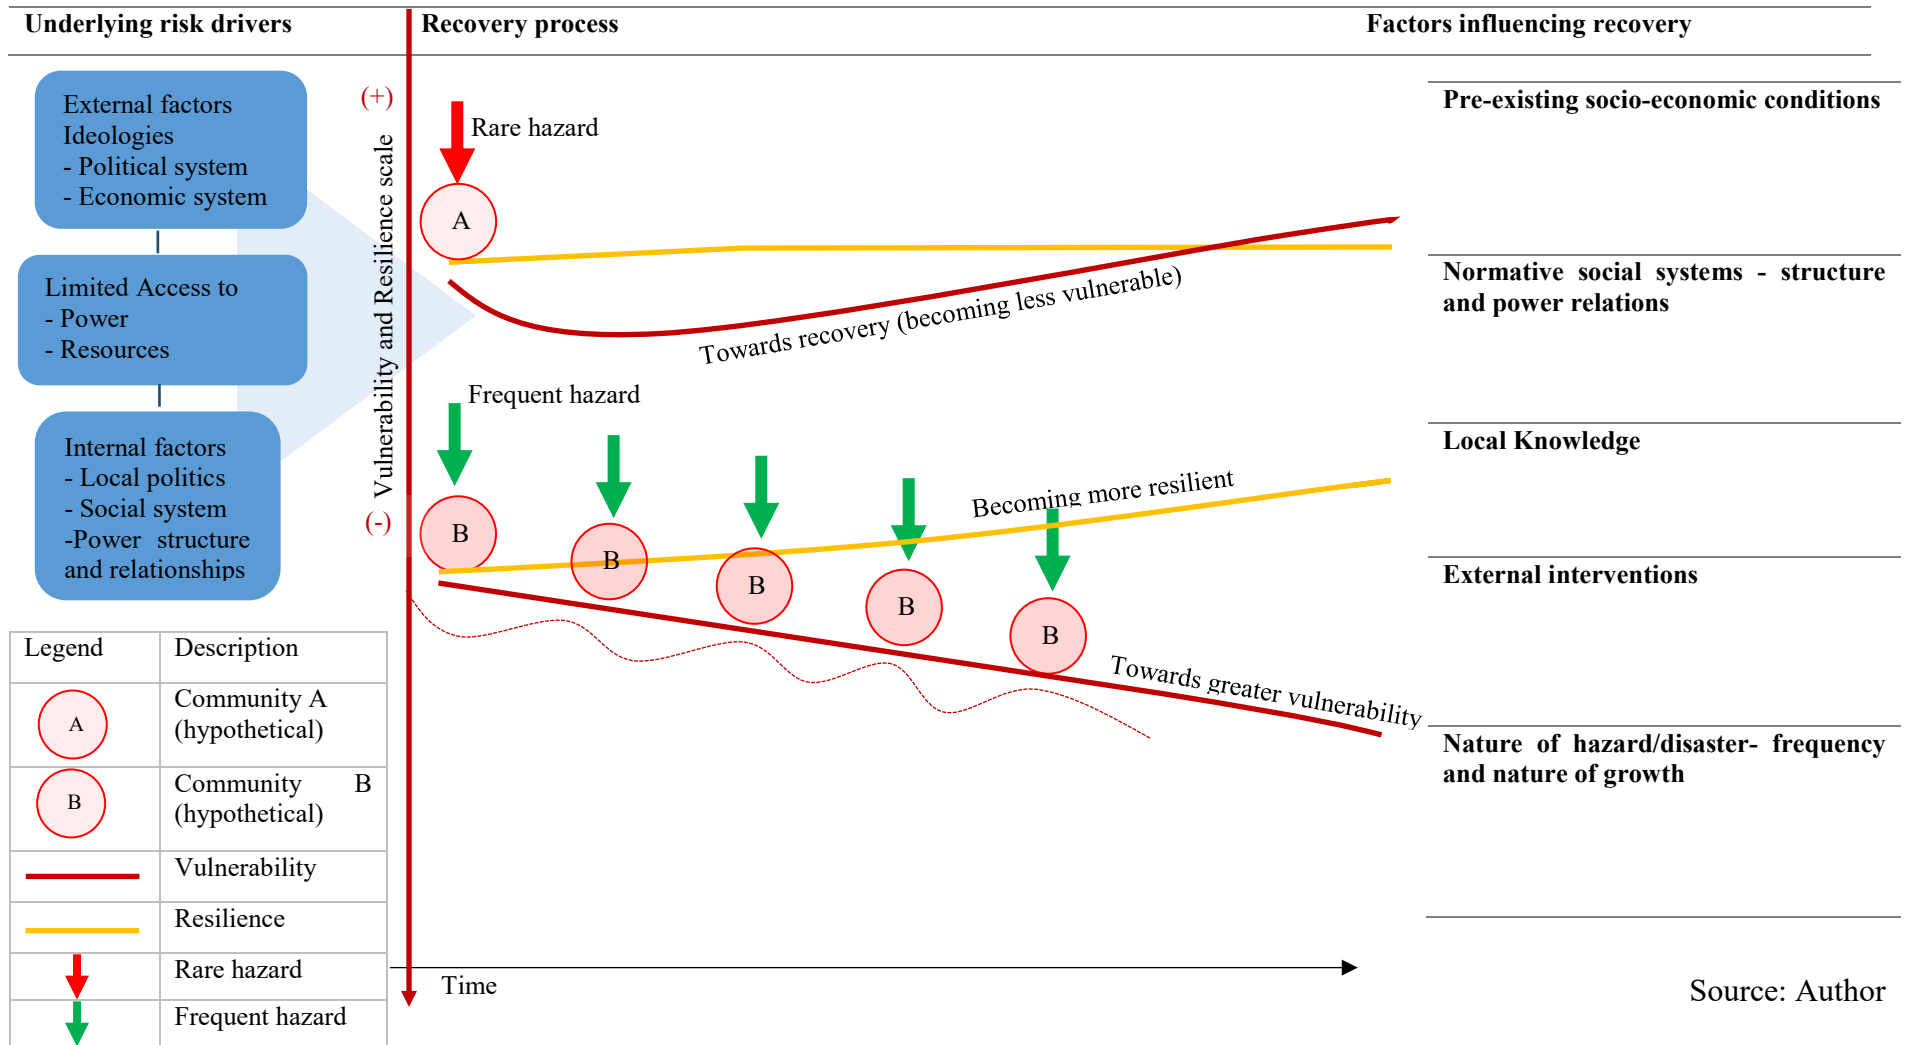 Underlying risk drivers
Recovery process
Factors influencing recovery
External factors
Ideologies
- Political system
- Economic system
Limited Access to
- Power
- Resources
Internal factors
- Local politics
- Social system
-Power structure
and relationships
(+)
Vulnerability and Resilience scale
(-)
Rare hazard
A
Towards recovery (becoming less vulnerable)
Frequent hazard
B
B
B
B
B
Becoming more resilient
Towards greater vulnerability
Time
Pre-existing socio-economic conditions
Normative social systems - structure
and power relations
Local Knowledge
External interventions
Nature of hazard/disaster- frequency
and nature of growth
Legend
Description
A
Community A
(hypothetical)
B
Community B
(hypothetical)
Vulnerability
Resilience
Rare hazard
Frequent hazard
Source: Author